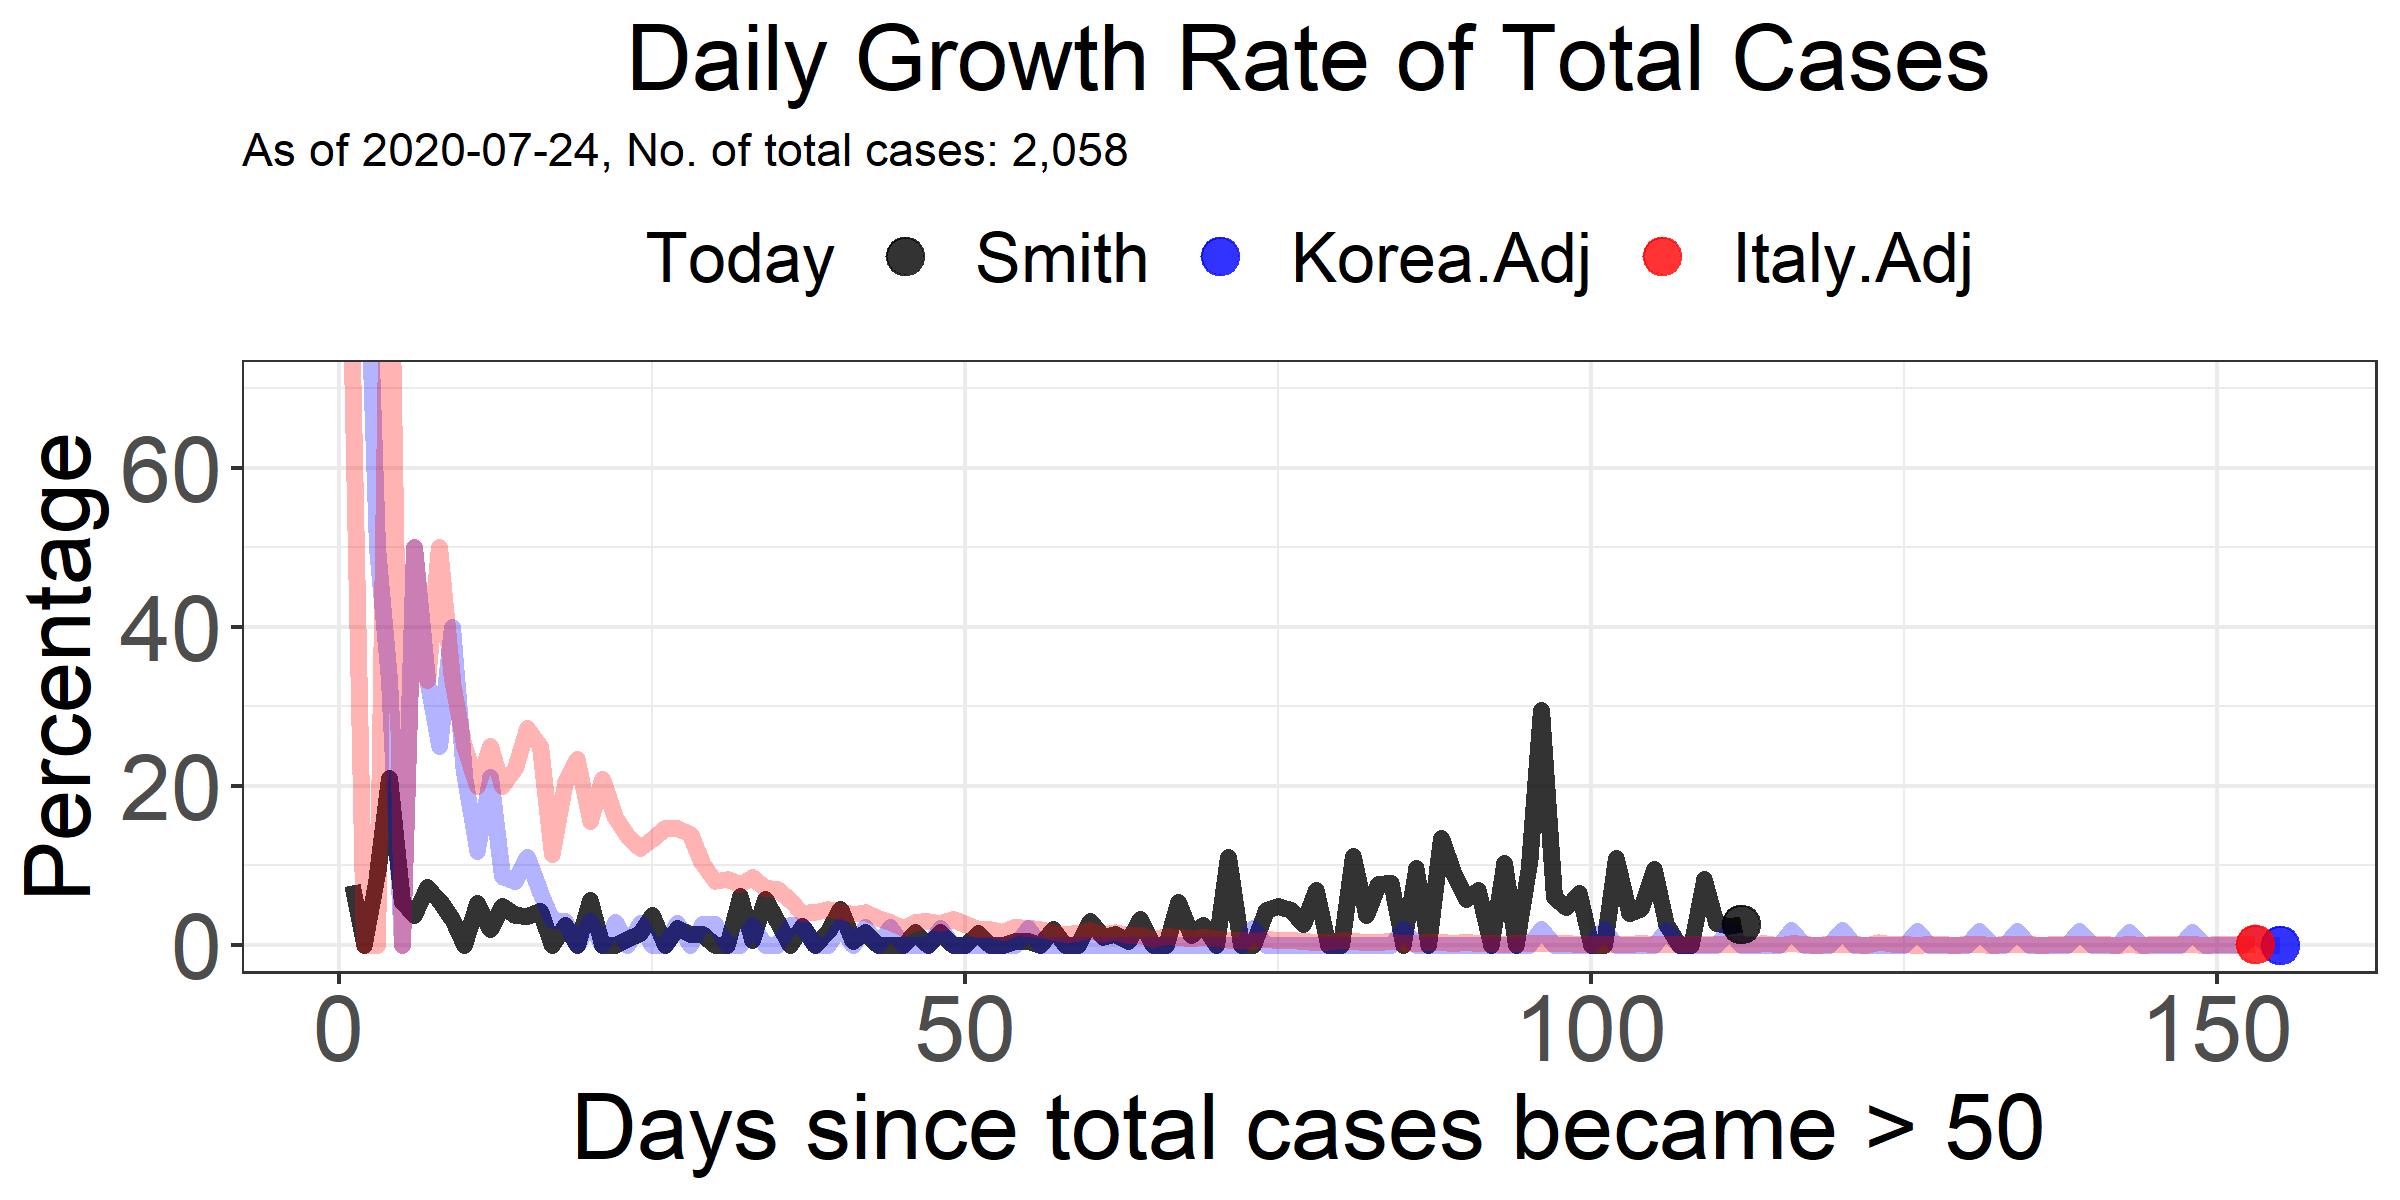 Daily Growth Rate of Total Cases
As of 2020-07-24, No. of total cases: 2,058
Today Smith Korea.Adj Italy.Adj
Percentage
60
40
20
0
0 50 100 150
Days since total cases became > 50